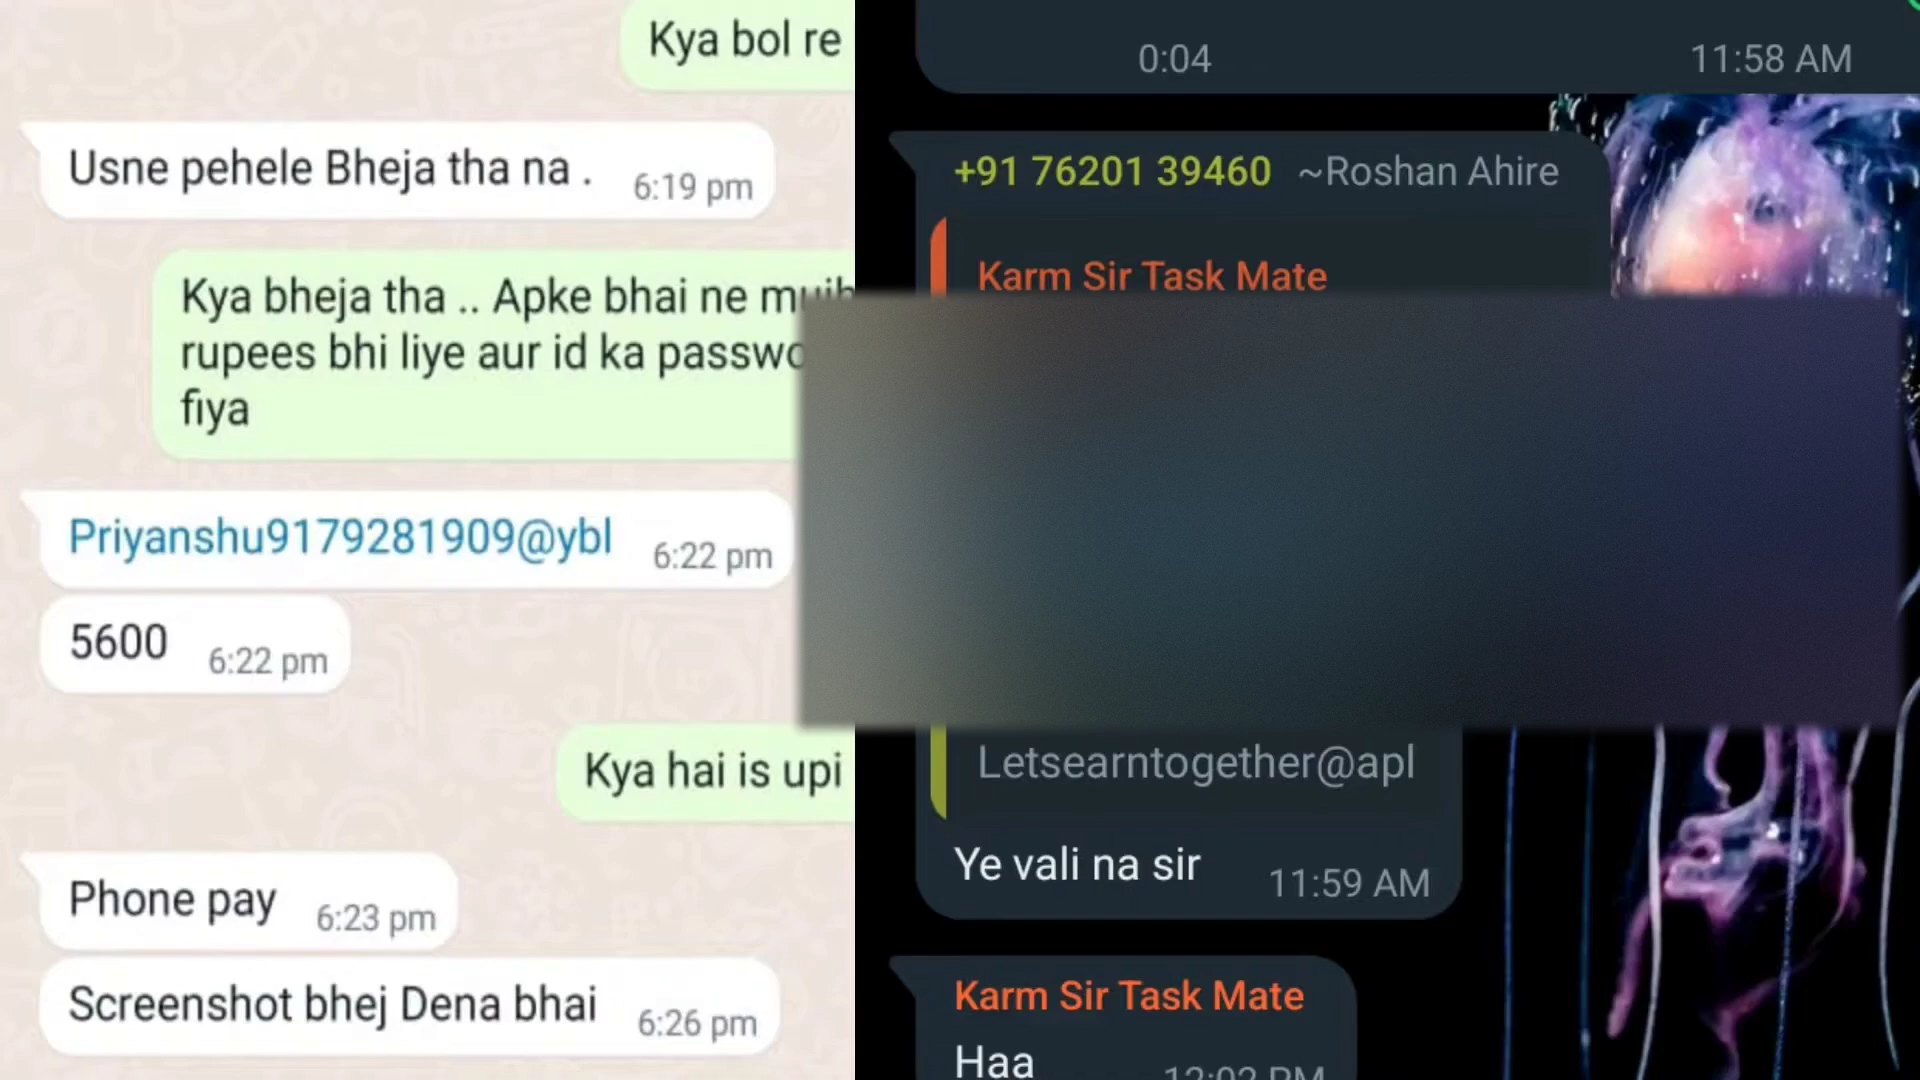 Kya bol re
Usne pehele Bheja tha na .
6:19 pm
Kya bheja tha .. Apke bhai ne
rupees bhi liye aur id ka
fiya
Priyanshu9179281909@ybl
6:22 pm
5600
6:22 pm
Kya hai is upi
Phone pay
6:23 pm
Screenshot bhej Dena bhai
6:26 pm
0:04
11:58 AM
+91 76201 39460 ~Roshan Ahire
Karm Sir Task Mate
Letsearntogether@apl
Ye vali na sir
11:59 AM
Karm Sir Task Mate
Haa
12:02 PM